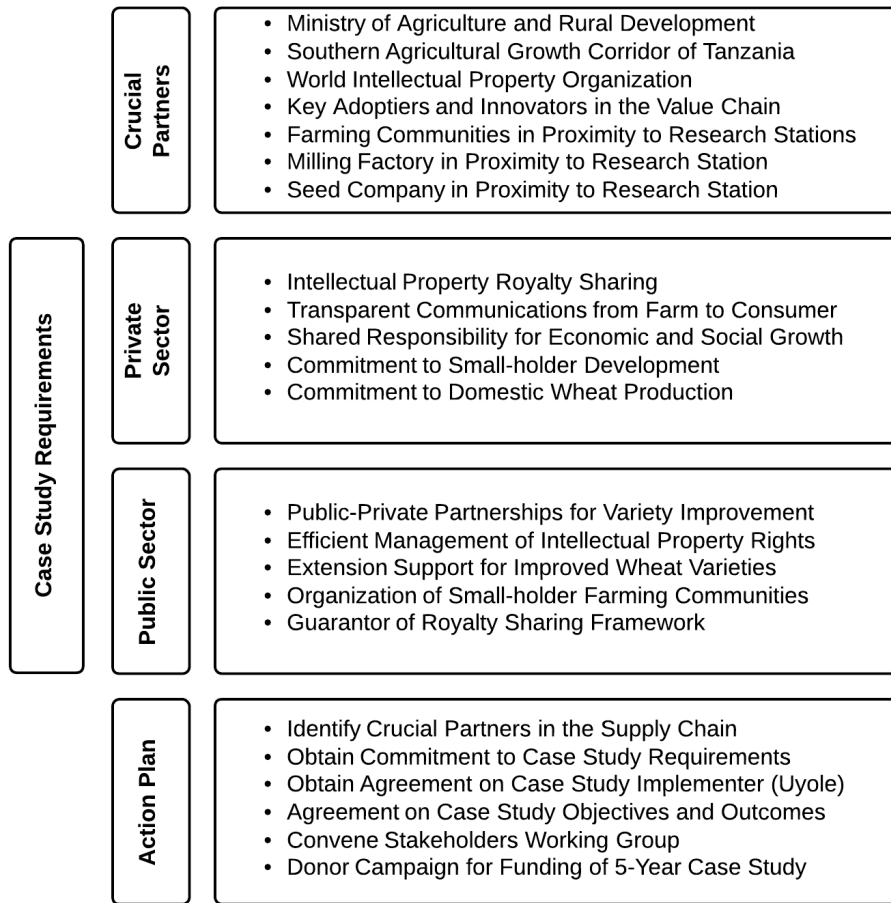 Crucial
Partners
• Ministry of Agriculture and Rural Development
• Southern Agricultural Growth Corridor of Tanzania
• World Intellectual Property Organization
• Key Adoptiers and Innovators in the Value Chain
• Farming Communities in Proximity to Research Stations
• Milling Factory in Proximity to Research Station
• Seed Company in Proximity to Research Station
Case Study Requirements
Private
Sector
• Intellectual Property Royalty Sharing
• Transparent Communications from Farm to Consumer
• Shared Responsibility for Economic and Social Growth
• Commitment to Small-holder Development
• Commitment to Domestic Wheat Production
Public Sector
• Public-Private Partnerships for Variety Improvement
• Efficient Management of Intellectual Property Rights
• Extension Support for Improved Wheat Varieties
• Organization of Small-holder Farming Communities
• Guarantor of Royalty Sharing Framework
Action Plan
• Identify Crucial Partners in the Supply Chain
• Obtain Commitment to Case Study Requirements
• Obtain Agreement on Case Study Implementer (Uyole)
• Agreement on Case Study Objectives and Outcomes
• Convene Stakeholders Working Group
• Donor Campaign for Funding of 5-Year Case Study